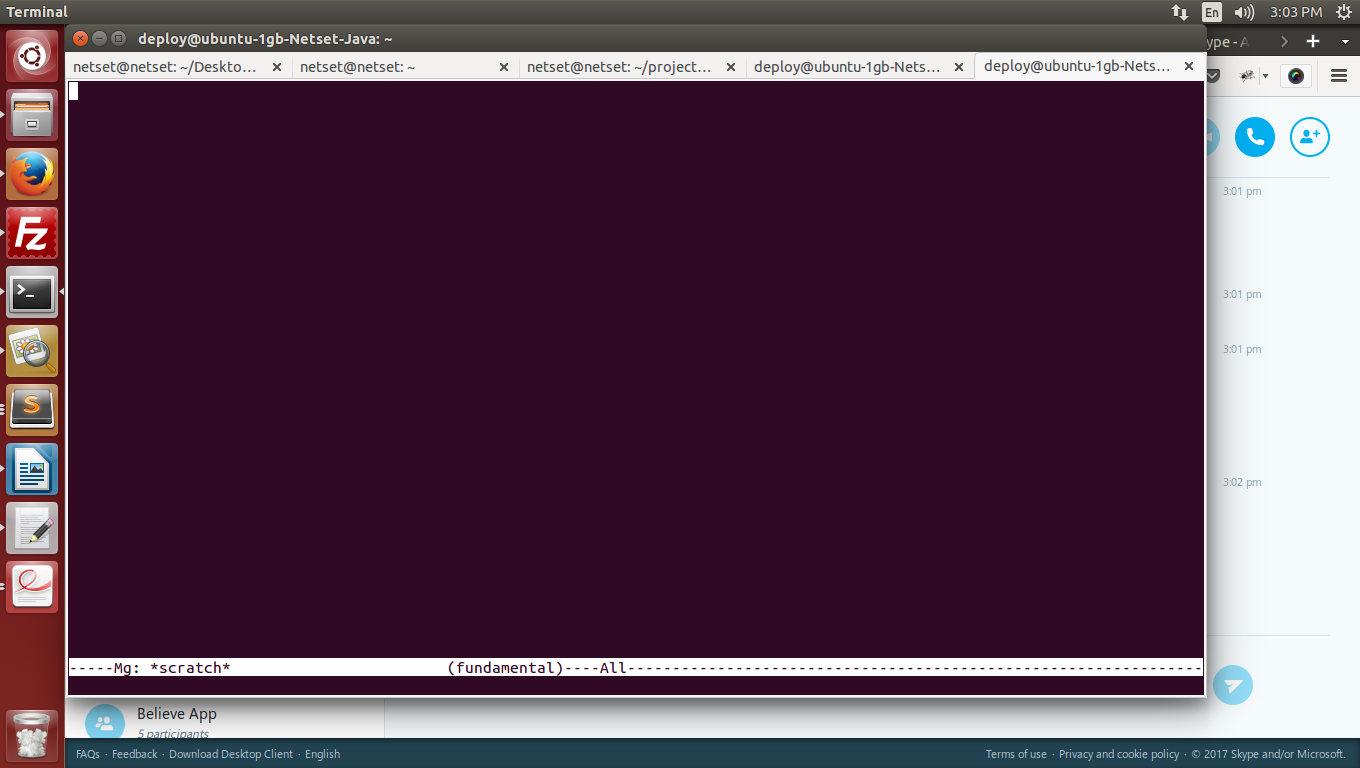 Terminal
En
3:03 PM
deploy@ubuntu-1gb-Netset-Java: ~
ype - A
netset@netset: ~/Deskto...
netset@netset: ~
netset@netset: ~/project...
deploy@ubuntu-1gb-Nets...
deploy@ubuntu-1gb-Nets...
3:01 pm
3:01 pm
3:01 pm
3:02 pm
-----Mg: *scratch* (fundamental)----All----------------------------------------------------------------
Believe App
5 participants
FAQs · Feedback · Download Desktop Client · English
Terms of use · Privacy and cookie policy · © 2017 Skype and/or Microsoft.